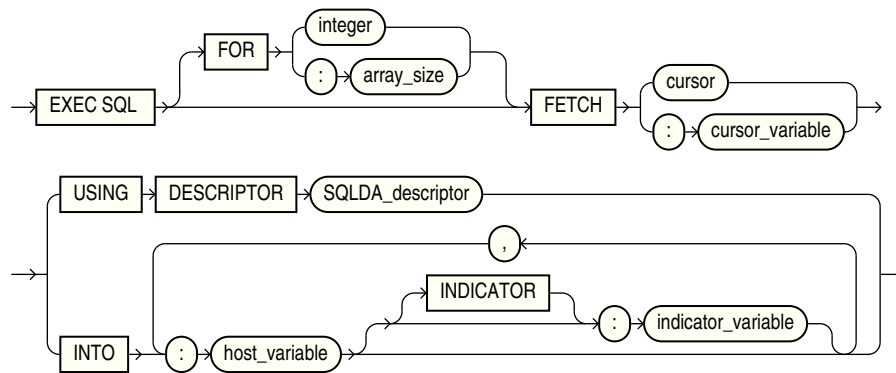 integer
FOR
: array_size
EXEC SQL
FETCH
cursor
: cursor_variable
USING DESCRIPTOR SQLDA_descriptor
,
INDICATOR
: indicator_variable
INTO : host_variable